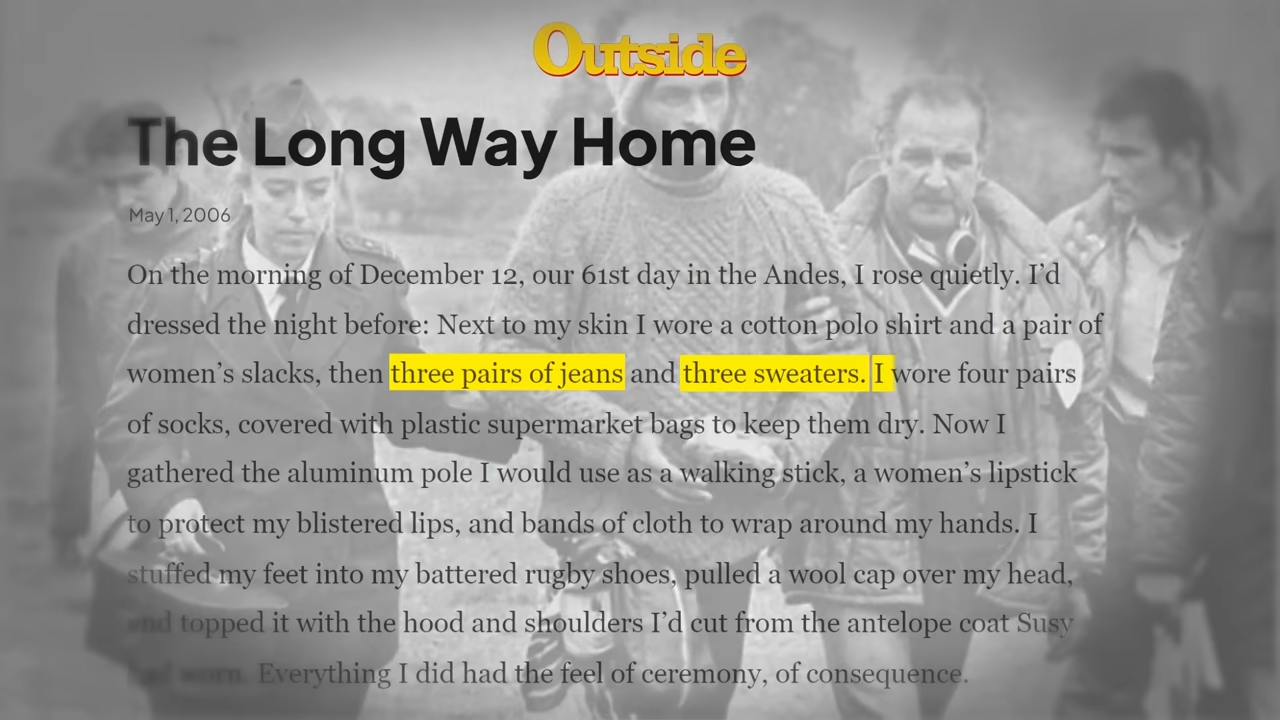 Outside
The Long Way Home
May 1, 2006
On the morning of December 12, our 61st day in the Andes, I rose quietly. I’d
dressed the night before: Next to my skin I wore a cotton polo shirt and a pair of
women’s slacks, then three pairs of jeans and three sweaters. I wore four pairs
of socks, covered with plastic supermarket bags to keep them dry. Now I
gathered the aluminum pole I would use as a walking stick, a women’s lipstick
to protect my blistered lips, and bands of cloth to wrap around my hands. I
stuffed my feet into my battered rugby shoes, pulled a wool cap over my head,
and topped it with the hood and shoulders I’d cut from the antelope coat Susy
had worn. Everything I did had the feel of ceremony, of consequence.